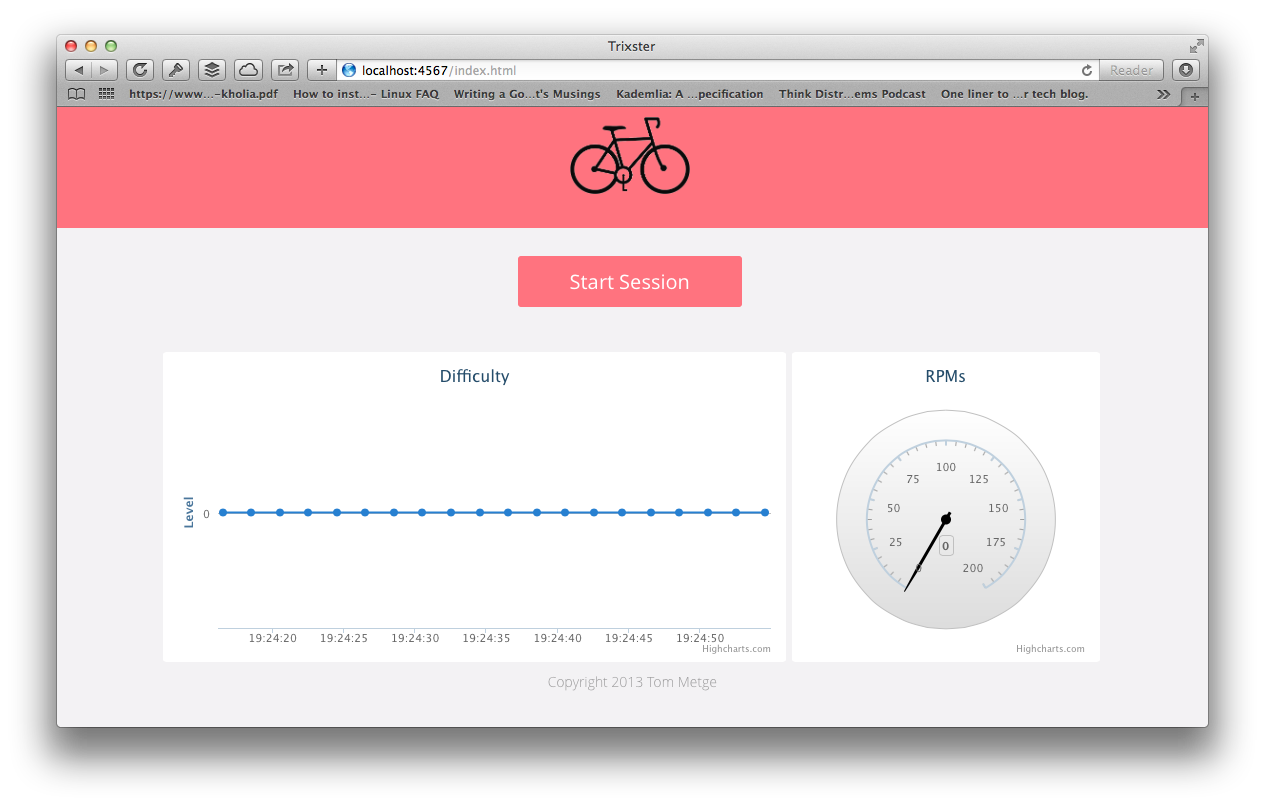 Trixster
localhost:4567/index.html
Reader
https://www...-kholia.pdf How to inst...- Linux FAQ Writing a Go...t's Musings Kademlia: A ...pecification Think Distr...ems Podcast One liner to ...r tech blog.
Start Session
Difficulty
Level
0
19:24:20 19:24:25 19:24:30 19:24:35 19:24:40 19:24:45 19:24:50
Highcharts.com
RPMs
0 25 50 75 100 125 150 175 200
0
Highcharts.com
Copyright 2013 Tom Metge